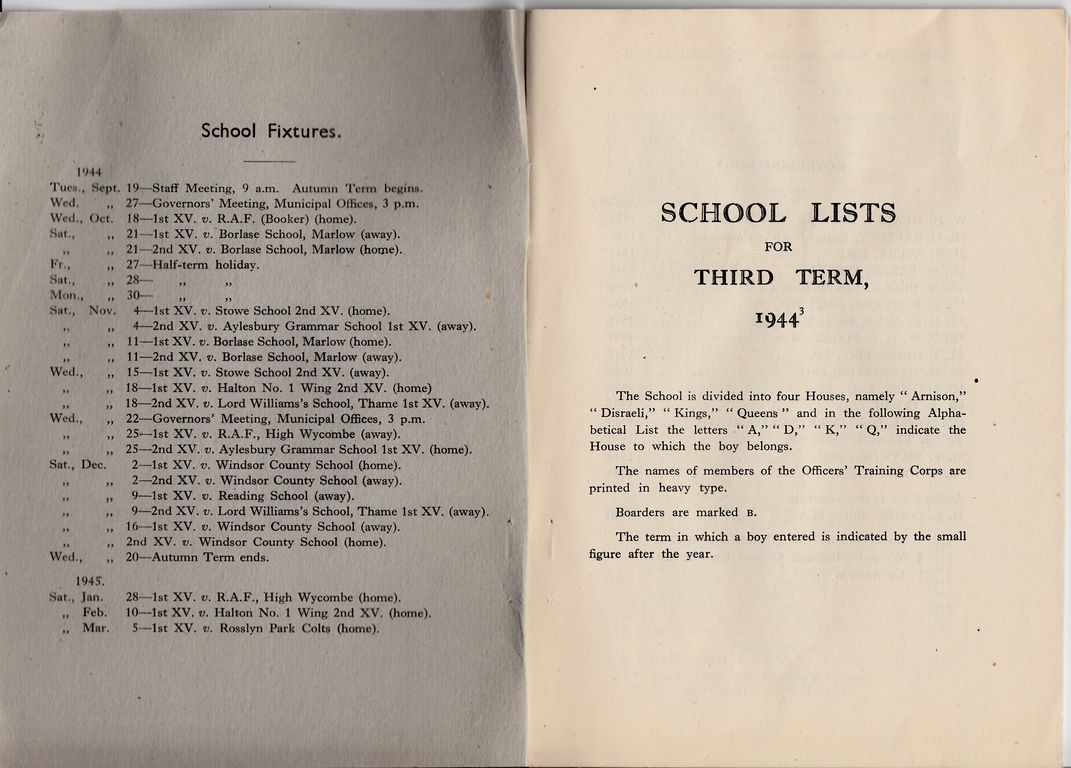 School Fixtures.
1944
Tues., Sept. 19—Staff Meeting, 9 a.m. Autumn Term begins.
Wed. ,, 27—Governors' Meeting, Municipal Offices, 3 p.m.
Wed., Oct. 18—1st XV. v. R.A.F. (Booker) (home).
Sat., ,, 21—1st XV. v. Borlase School, Marlow (away).
,, ,, 21—2nd XV. v. Borlase School, Marlow (home).
Fr., ,, 27—Half-term holiday.
Sat., ,, 28— ,, ,,
Mon., ,, 30— ,, ,,
Sat., Nov. 4—1st XV. v. Stowe School 2nd XV. (home).
,, ,, 4—2nd XV. v. Aylesbury Grammar School 1st XV. (away).
,, ,, 11—1st XV. v. Borlase School, Marlow (home).
,, ,, 11—2nd XV. v. Borlase School, Marlow (away).
Wed., ,, 15—1st XV. v. Stowe School 2nd XV. (away).
,, ,, 18—1st XV. v. Halton No. 1 Wing 2nd XV. (home)
,, ,, 18—2nd XV. v. Lord Williams's School, Thame 1st XV. (away).
Wed., ,, 22—Governors' Meeting, Municipal Offices, 3 p.m.
,, ,, 25—1st XV. v. R.A.F., High Wycombe (away).
,, ,, 25—2nd XV. v. Aylesbury Grammar School 1st XV. (home).
Sat., Dec. 2—1st XV. v. Windsor County School (home).
,, ,, 2—2nd XV. v. Windsor County School (away).
,, ,, 9—1st XV. v. Reading School (away).
,, ,, 9—2nd XV. v. Lord Williams's School, Thame 1st XV. (away).
,, ,, 16—1st XV. v. Windsor County School (away).
,, ,, 2nd XV. v. Windsor County School (home).
Wed., ,, 20—Autumn Term ends.
1945.
Sat., Jan. 28—1st XV. v. R.A.F., High Wycombe (home).
,, Feb. 10—1st XV. v. Halton No. 1 Wing 2nd XV. (home).
,, Mar. 5—1st XV. v. Rosslyn Park Colts (home).
SCHOOL LISTS
FOR
THIRD TERM,
1944³
The School is divided into four Houses, namely “ Arnison,”
“ Disraeli,” “ Kings,” “ Queens ” and in the following Alpha-
betical List the letters “ A,” “ D,” “ K,” “ Q,” indicate the
House to which the boy belongs.
The names of members of the Officers' Training Corps are
printed in heavy type.
Boarders are marked B.
The term in which a boy entered is indicated by the small
figure after the year.